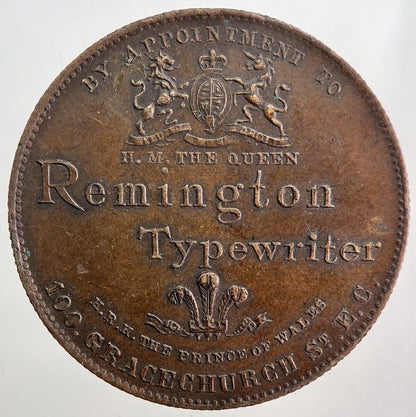 BY APPOINTMENT TO
H. M. THE QUEEN
Remington
Typewriter
H.R.H. THE PRINCE OF WALES
100 GRACECHURCH ST E.C.